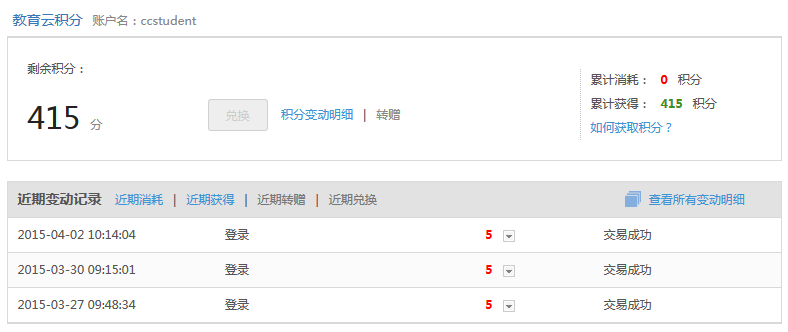 教育云积分 账户名：ccstudent
剩余积分：
415 分
兑换 积分变动明细 | 转赠
累计消耗： 0 积分
累计获得： 415 积分
如何获取积分？
近期变动记录 近期消耗 | 近期获得 | 近期转赠 | 近期兑换 查看所有变动明细
2015-04-02 10:14:04 登录 5 交易成功
2015-03-30 09:15:01 登录 5 交易成功
2015-03-27 09:48:34 登录 5 交易成功